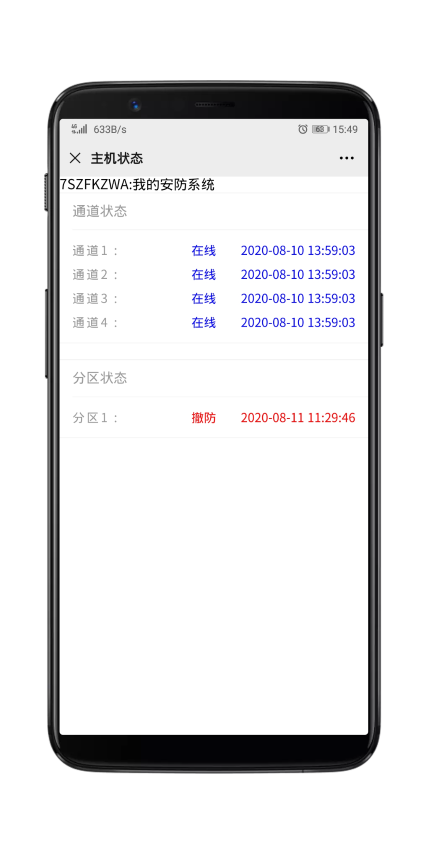 4G 633B/s 63 15:49
主机状态
7SZFKZWA:我的安防系统
通道状态
通道1 : 在线 2020-08-10 13:59:03
通道2 : 在线 2020-08-10 13:59:03
通道3 : 在线 2020-08-10 13:59:03
通道4 : 在线 2020-08-10 13:59:03
分区状态
分区1 : 撤防 2020-08-11 11:29:46